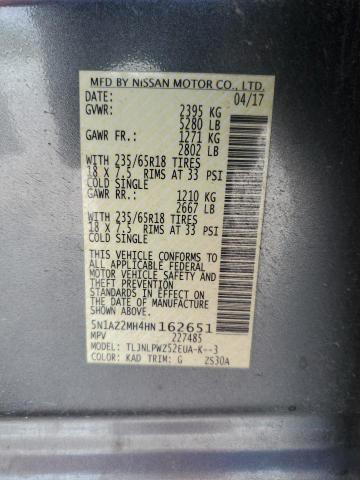 MFD BY NISSAN MOTOR CO., LTD.
DATE: 04/17
GVWR: 2395 KG
5280 LB
GAWR FR.: 1271 KG
2802 LB
WITH 235/65R18 TIRES
18 X 7.5 RIMS AT 33 PSI
COLD SINGLE
GAWR RR.: 1210 KG
2667 LB
WITH 235/65R18 TIRES
18 X 7.5 RIMS AT 33 PSI
COLD SINGLE
THIS VEHICLE CONFORMS TO
ALL APPLICABLE FEDERAL
MOTOR VEHICLE SAFETY
AND THEFT PREVENTION
STANDARDS IN EFFECT ON
THE DATE OF MANUFACTURE
SHOWN ABOVE.
5N1AZ2MH4HN162651
MPV 227485
MODEL: TLJNLPWZ52EUA-K--3
COLOR: KAD TRIM: G 2S30A